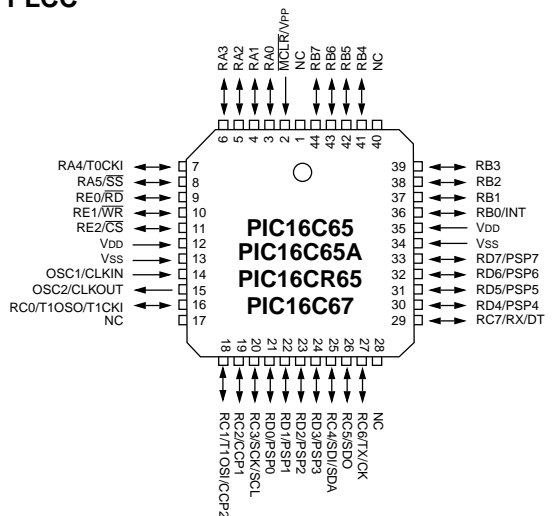 PLCC
RA3
RA2
RA1
RA0
MCLR/VPP
NC
RB7
RB6
RB5
RB4
NC
6
5
4
3
2
1
44
43
42
41
40
RA4/T0CKI
RA5/SS
RE0/RD
RE1/WR
RE2/CS
VDD
VSS
OSC1/CLKIN
OSC2/CLKOUT
RC0/T1OSO/T1CKI
NC
7
8
9
10
11
12
13
14
15
16
17
PIC16C65
PIC16C65A
PIC16CR65
PIC16C67
39
38
37
36
35
34
33
32
31
30
29
RB3
RB2
RB1
RB0/INT
VDD
VSS
RD7/PSP7
RD6/PSP6
RD5/PSP5
RD4/PSP4
RC7/RX/DT
18
19
20
21
22
23
24
25
26
27
28
RC1/T1OSI/CCP2
RC2/CCP1
RC3/SCK/SCL
RD0/PSP0
RD1/PSP1
RD2/PSP2
RD3/PSP3
RC4/SDI/SDA
RC5/SDO
RC6/TX/CK
NC